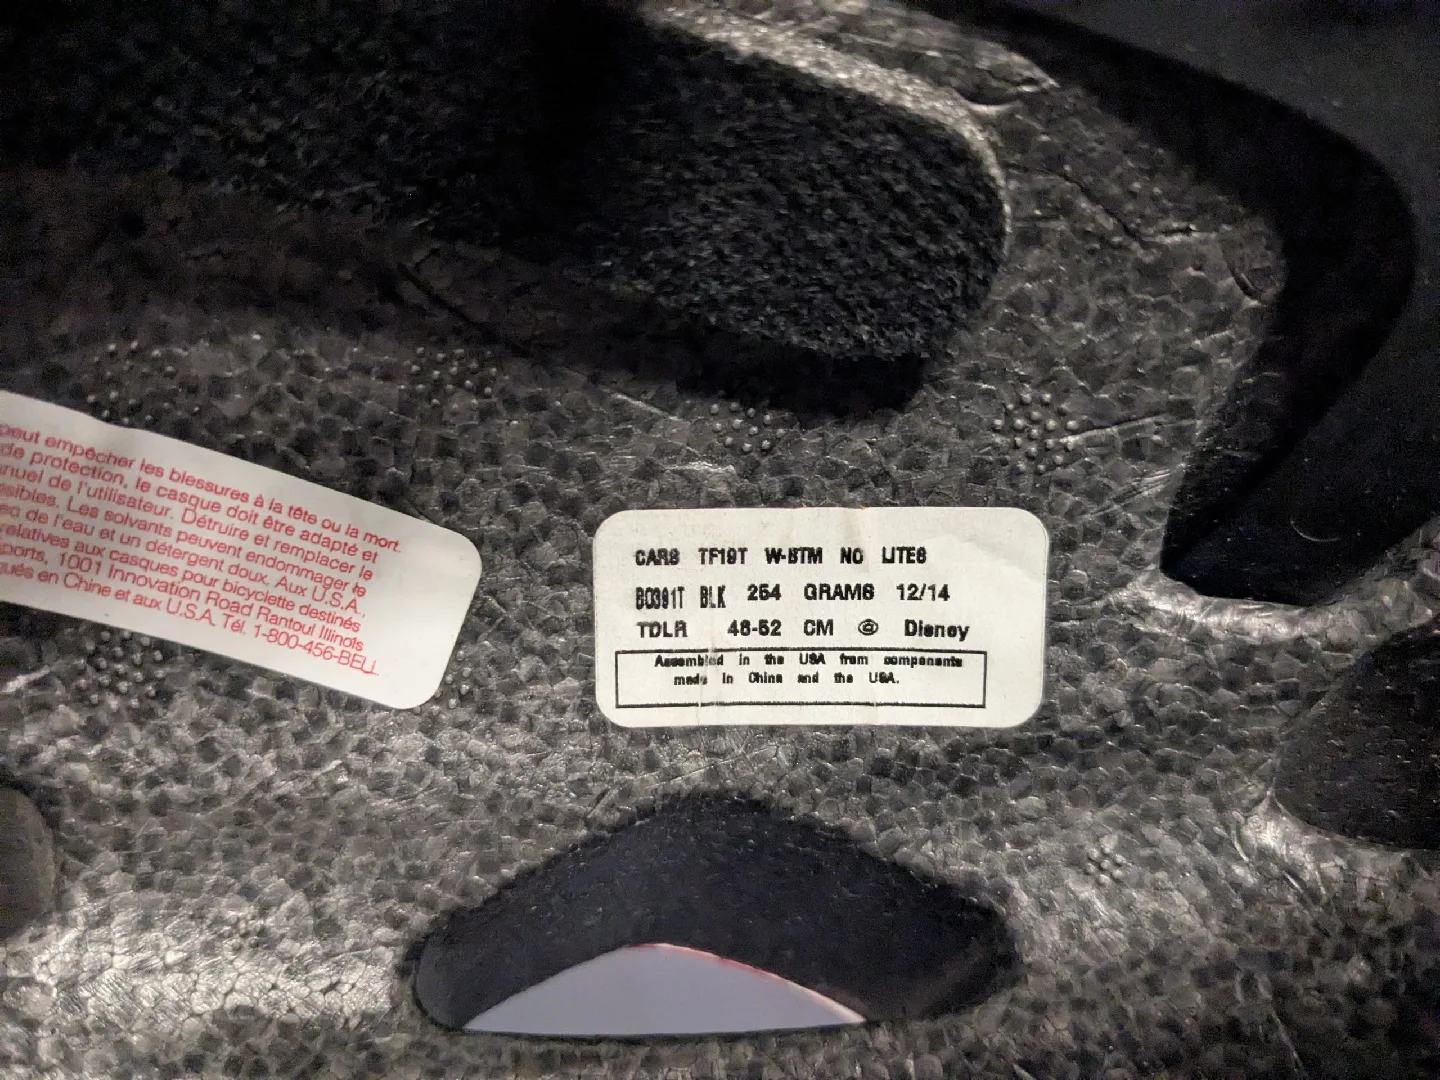 peut empêcher les blessures à la tête ou la mort.
de protection, le casque doit être adapté et
nuel de l'utilisateur. Détruire et remplacer le
sibles. Les solvants peuvent endommager le
de l'eau et un détergent doux. Aux U.S.A.,
relatives aux casques pour bicyclette destinés
ports, 1001 Innovation Road Rantoul Illinois
qués en Chine et aux U.S.A. Tél. 1-800-456-BELL
CARS TF19T W-BTM NO LITES
BLK 254 GRAMS 12/14
TDLR 48-52 CM © Disney
Assembled in the USA from components
made in China and the USA.